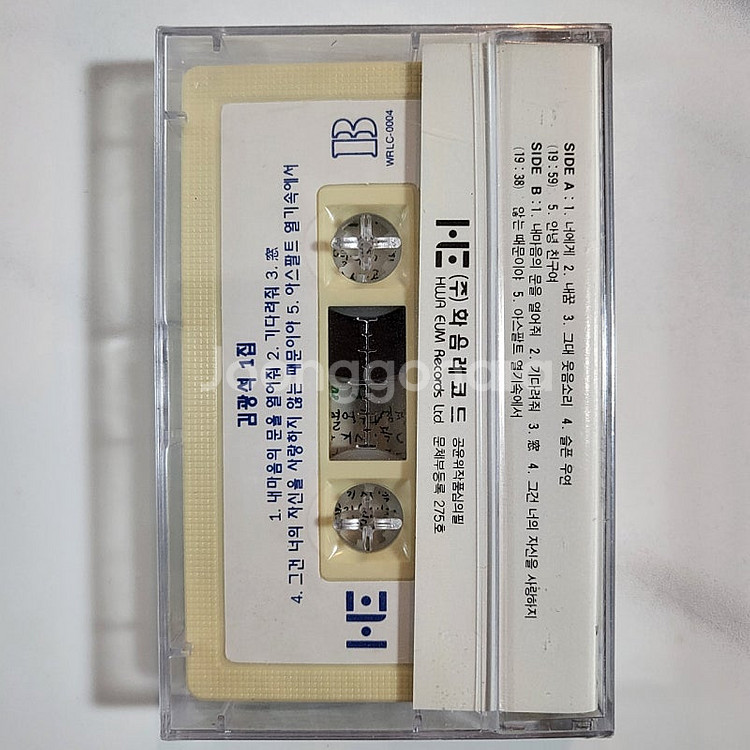 김광석 1집
1. 내마음의 문을 열어줘 2. 기다려줘 3. 窓
4. 그건 너의 자신을 사랑하지 않는 때문이야 5. 아스팔트 열기속에서
B
WRLC-0004
HE
HE
(주)화음레코드
HWA EUM Records Ltd
공윤위작품심의필
문체부등록 275호
SIDE A : 1. 너에게 2. 내꿈 3. 그대 웃음소리 4. 슬픈 우연
(19:59) 5. 안녕 친구여
SIDE B : 1. 내마음의 문을 열어줘 2. 기다려줘 3. 窓 4. 그건 너의 자신을 사랑하지
(19:38) 않는 때문이야 5. 아스팔트 열기속에서
Joonggonara